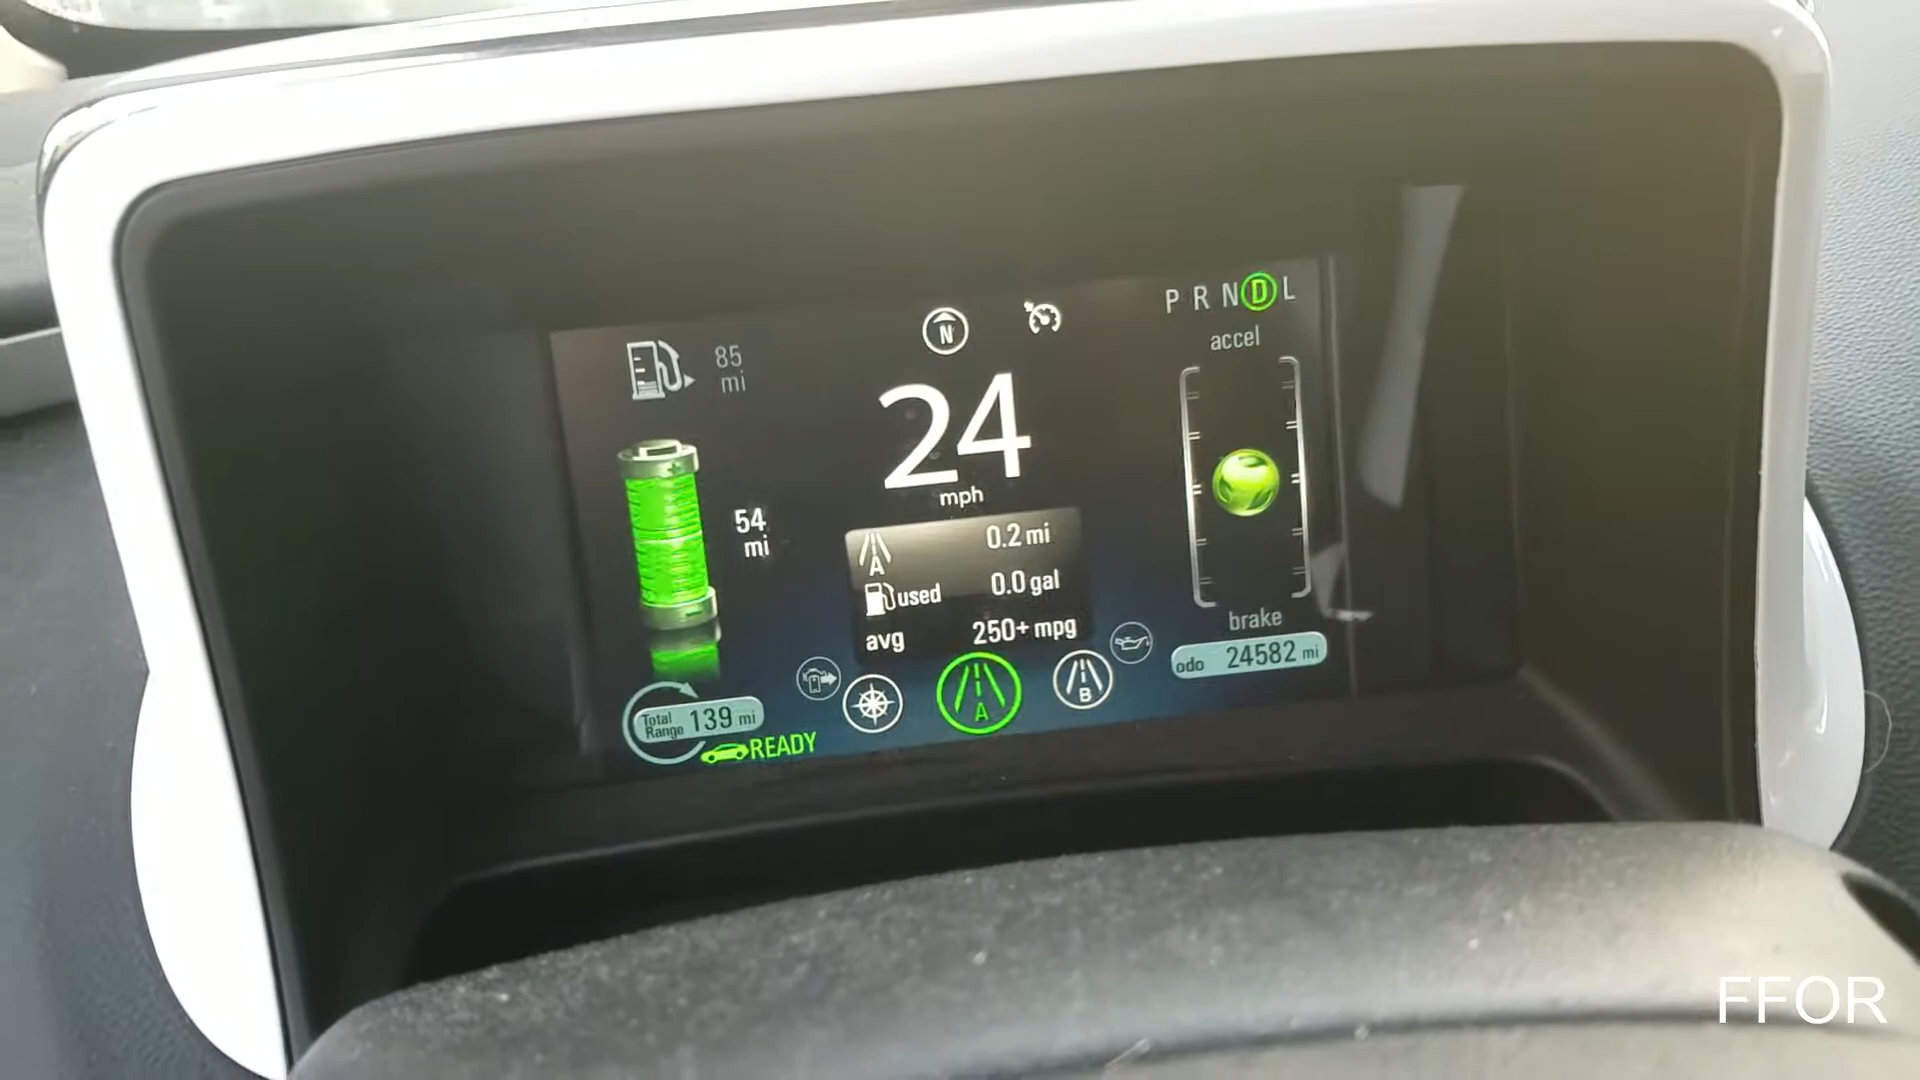 P R N D L
N
accel
85
mi
24
mph
54
mi
A 0.2 mi
used 0.0 gal
avg 250+ mpg
brake
odo 24582 mi
A
B
Total
Range 139 mi
READY
FFOR